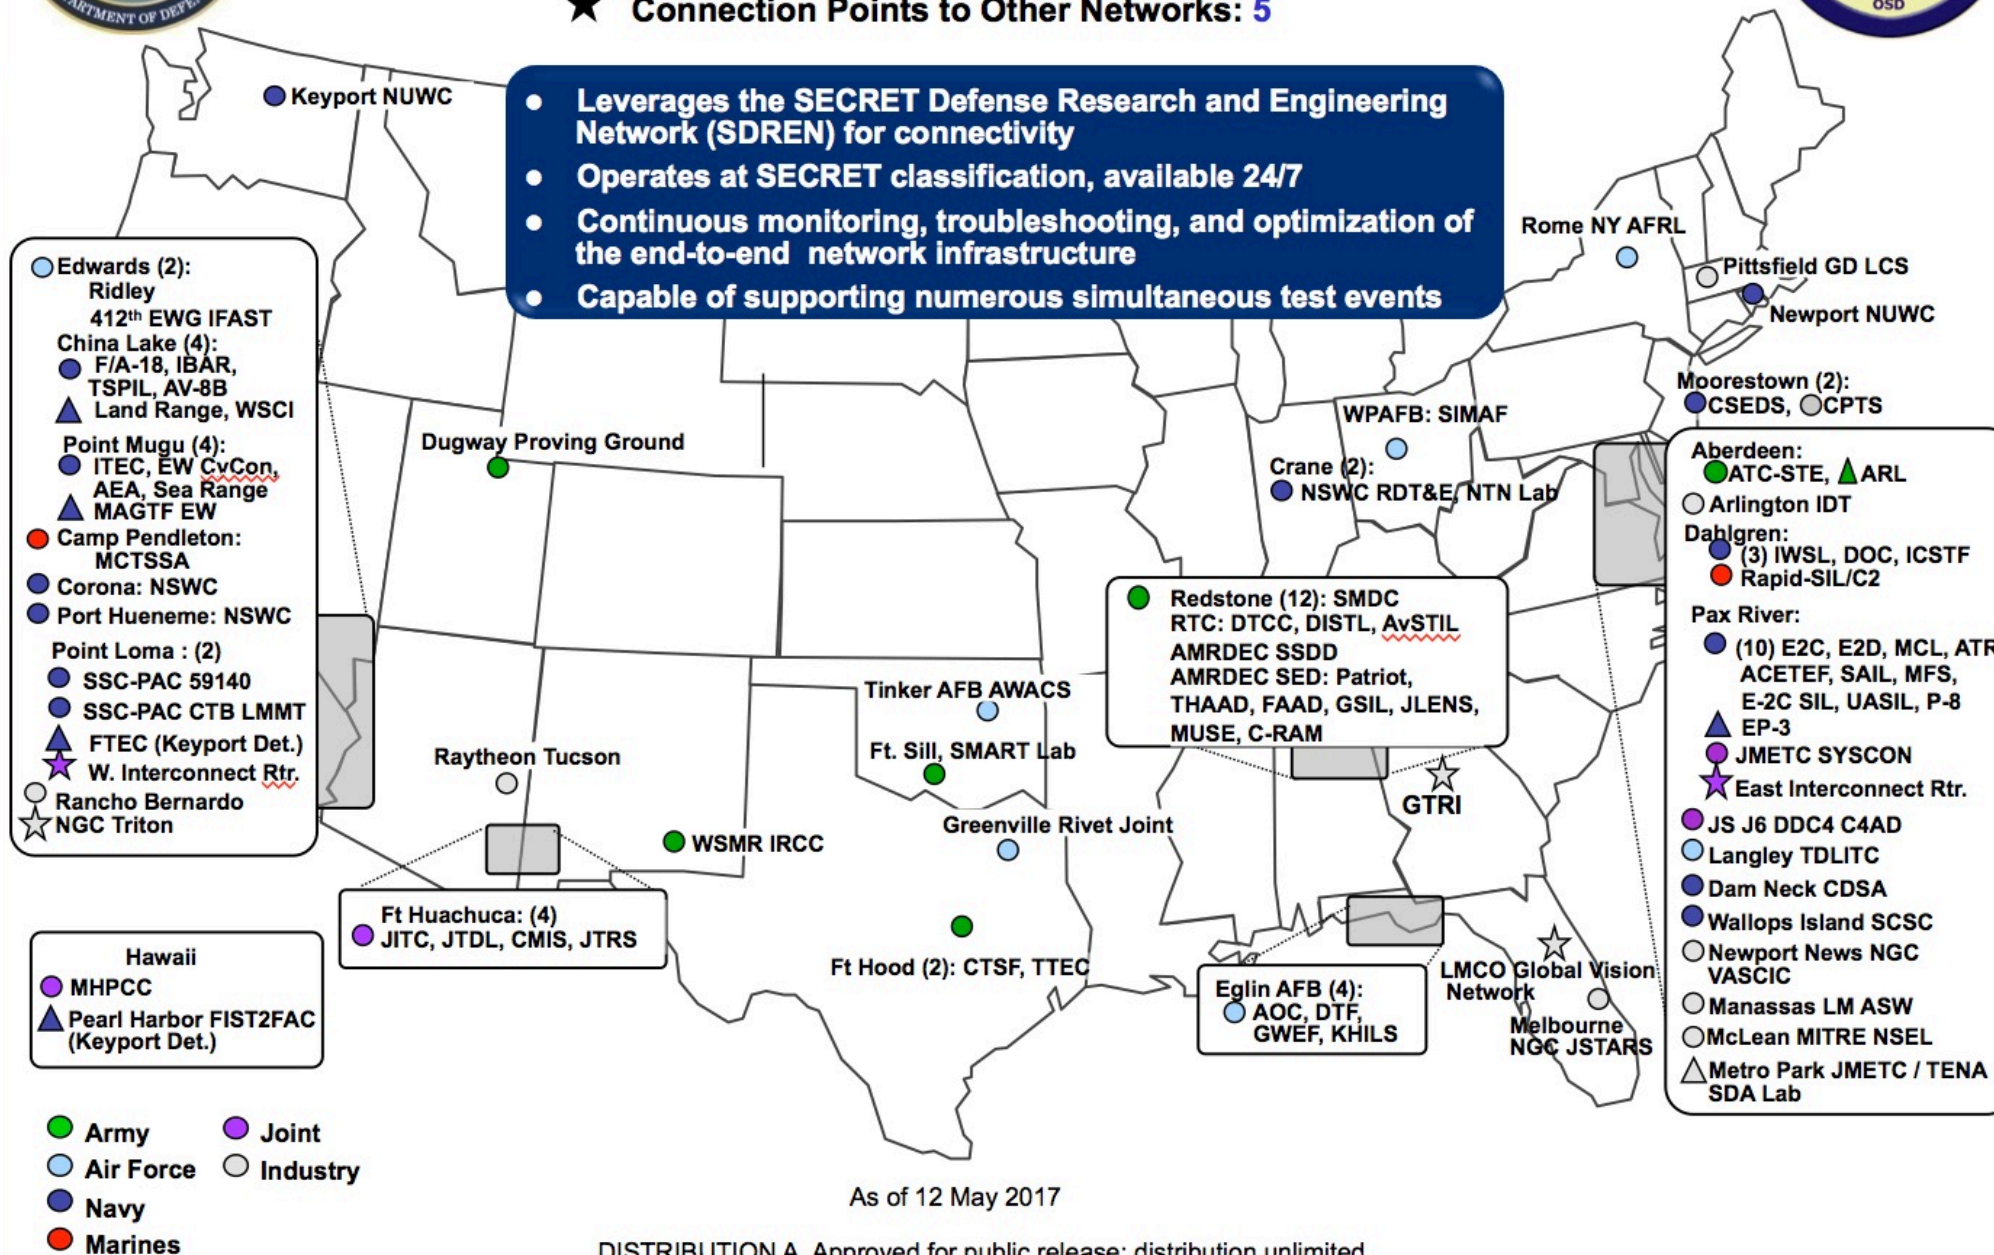 ARTMENT OF DEFE
★ Connection Points to Other Networks: 5
OSD
Keyport NUWC
● Leverages the SECRET Defense Research and Engineering
Network (SDREN) for connectivity
● Operates at SECRET classification, available 24/7
● Continuous monitoring, troubleshooting, and optimization of
the end-to-end network infrastructure
● Capable of supporting numerous simultaneous test events
Rome NY AFRL
Pittsfield GD LCS
Newport NUWC
Edwards (2):
Ridley
412th EWG IFAST
China Lake (4):
F/A-18, IBAR,
TSPIL, AV-8B
Land Range, WSCI
Point Mugu (4):
ITEC, EW CvCon,
AEA, Sea Range
MAGTF EW
Camp Pendleton:
MCTSSA
Corona: NSWC
Port Hueneme: NSWC
Point Loma : (2)
SSC-PAC 59140
SSC-PAC CTB LMMT
FTEC (Keyport Det.)
W. Interconnect Rtr.
Rancho Bernardo
NGC Triton
Dugway Proving Ground
WPAFB: SIMAF
Crane (2):
NSWC RDT&E, NTN Lab
Moorestown (2):
CSEDS, CPTS
Redstone (12): SMDC
RTC: DTCC, DISTL, AvSTIL
AMRDEC SSDD
AMRDEC SED: Patriot,
THAAD, FAAD, GSIL, JLENS,
MUSE, C-RAM
Tinker AFB AWACS
Ft. Sill, SMART Lab
Raytheon Tucson
GTRI
Greenville Rivet Joint
WSMR IRCC
Ft Huachuca: (4)
JITC, JTDL, CMIS, JTRS
Ft Hood (2): CTSF, TTEC
Eglin AFB (4):
AOC, DTF,
GWEF, KHILS
LMCO Global Vision
Network
Melbourne
NGC JSTARS
Aberdeen:
ATC-STE, ARL
Arlington IDT
Dahlgren:
(3) IWSL, DOC, ICSTF
Rapid-SIL/C2
Pax River:
(10) E2C, E2D, MCL, ATR
ACETEF, SAIL, MFS,
E-2C SIL, UASIL, P-8
EP-3
JMETC SYSCON
East Interconnect Rtr.
JS J6 DDC4 C4AD
Langley TDLITC
Dam Neck CDSA
Wallops Island SCSC
Newport News NGC
VASCIC
Manassas LM ASW
McLean MITRE NSEL
Metro Park JMETC / TENA
SDA Lab
Hawaii
MHPCC
Pearl Harbor FIST2FAC
(Keyport Det.)
Army
Air Force
Navy
Marines
Joint
Industry
As of 12 May 2017
DISTRIBUTION A. Approved for public release: distribution unlimited